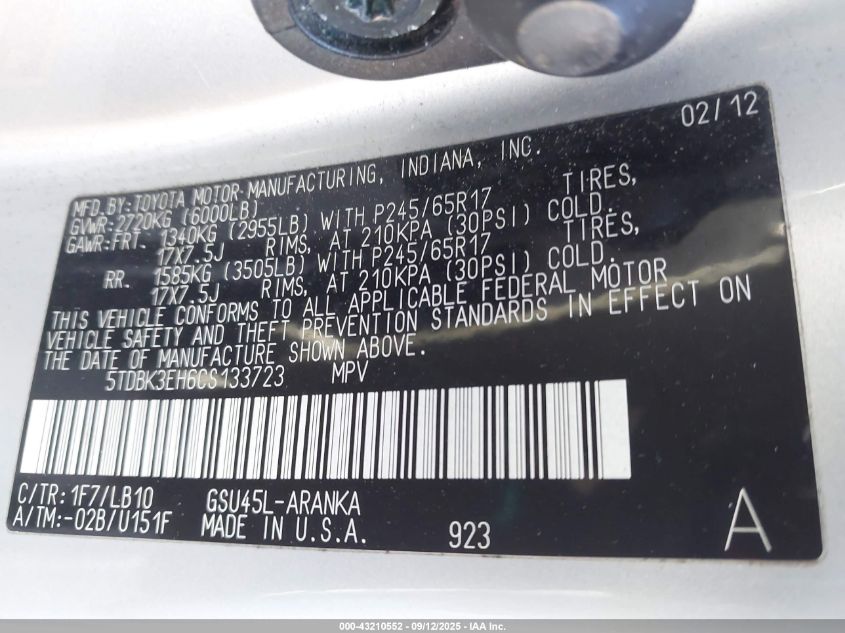 02/12
MFD.BY:TOYOTA MOTOR MANUFACTURING, INDIANA, INC.
GVWR:2720KG (6000LB)
GAWR:FRT. 1340KG (2955LB) WITH P245/65R17 TIRES,
17X7.5J RIMS, AT 210KPA (30PSI) COLD.
RR. 1585KG (3505LB) WITH P245/65R17 TIRES,
17X7.5J RIMS, AT 210KPA (30PSI) COLD.
THIS VEHICLE CONFORMS TO ALL APPLICABLE FEDERAL MOTOR
VEHICLE SAFETY AND THEFT PREVENTION STANDARDS IN EFFECT ON
THE DATE OF MANUFACTURE SHOWN ABOVE.
5TDBK3EH6CS133723 MPV
C/TR:1F7/LB10 GSU45L-ARANKA
A/TM:-02B/U151F MADE IN U.S.A. 923 A
000-43210552 - 09/12/2025 - IAA Inc.